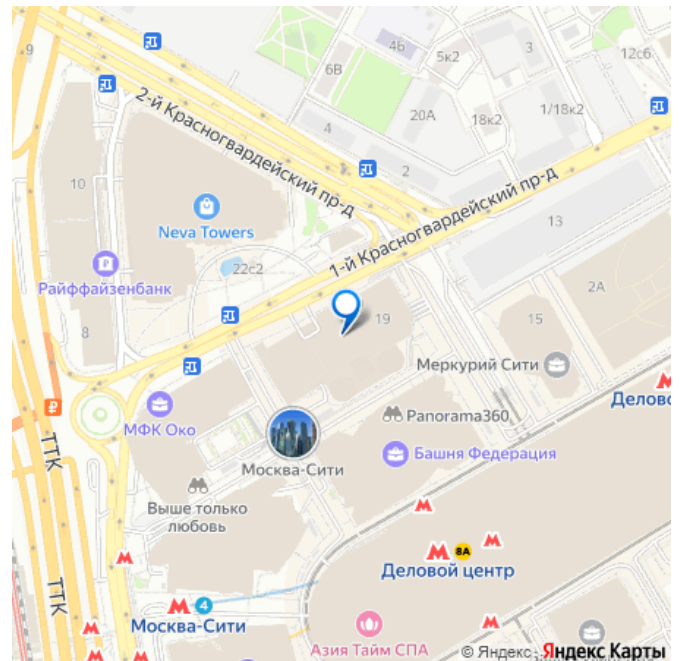 9
4Б
5к2
3
12с6
6В
20А
18к2
1/18к2
4
2
2-й Красногвардейский пр-д
1-й Красногвардейский пр-д
10
Neva Towers
22с2
Райффайзенбанк
8
13
2А
19
15
Меркурий Сити
Делово
МФК Око
ТТК
Panorama360
Москва-Сити
Башня Федерация
Выше только
любовь
8А
Деловой центр
ТТК
4
Москва-Сити
Азия Тайм СПА
© Яндекс
Яндекс Карты